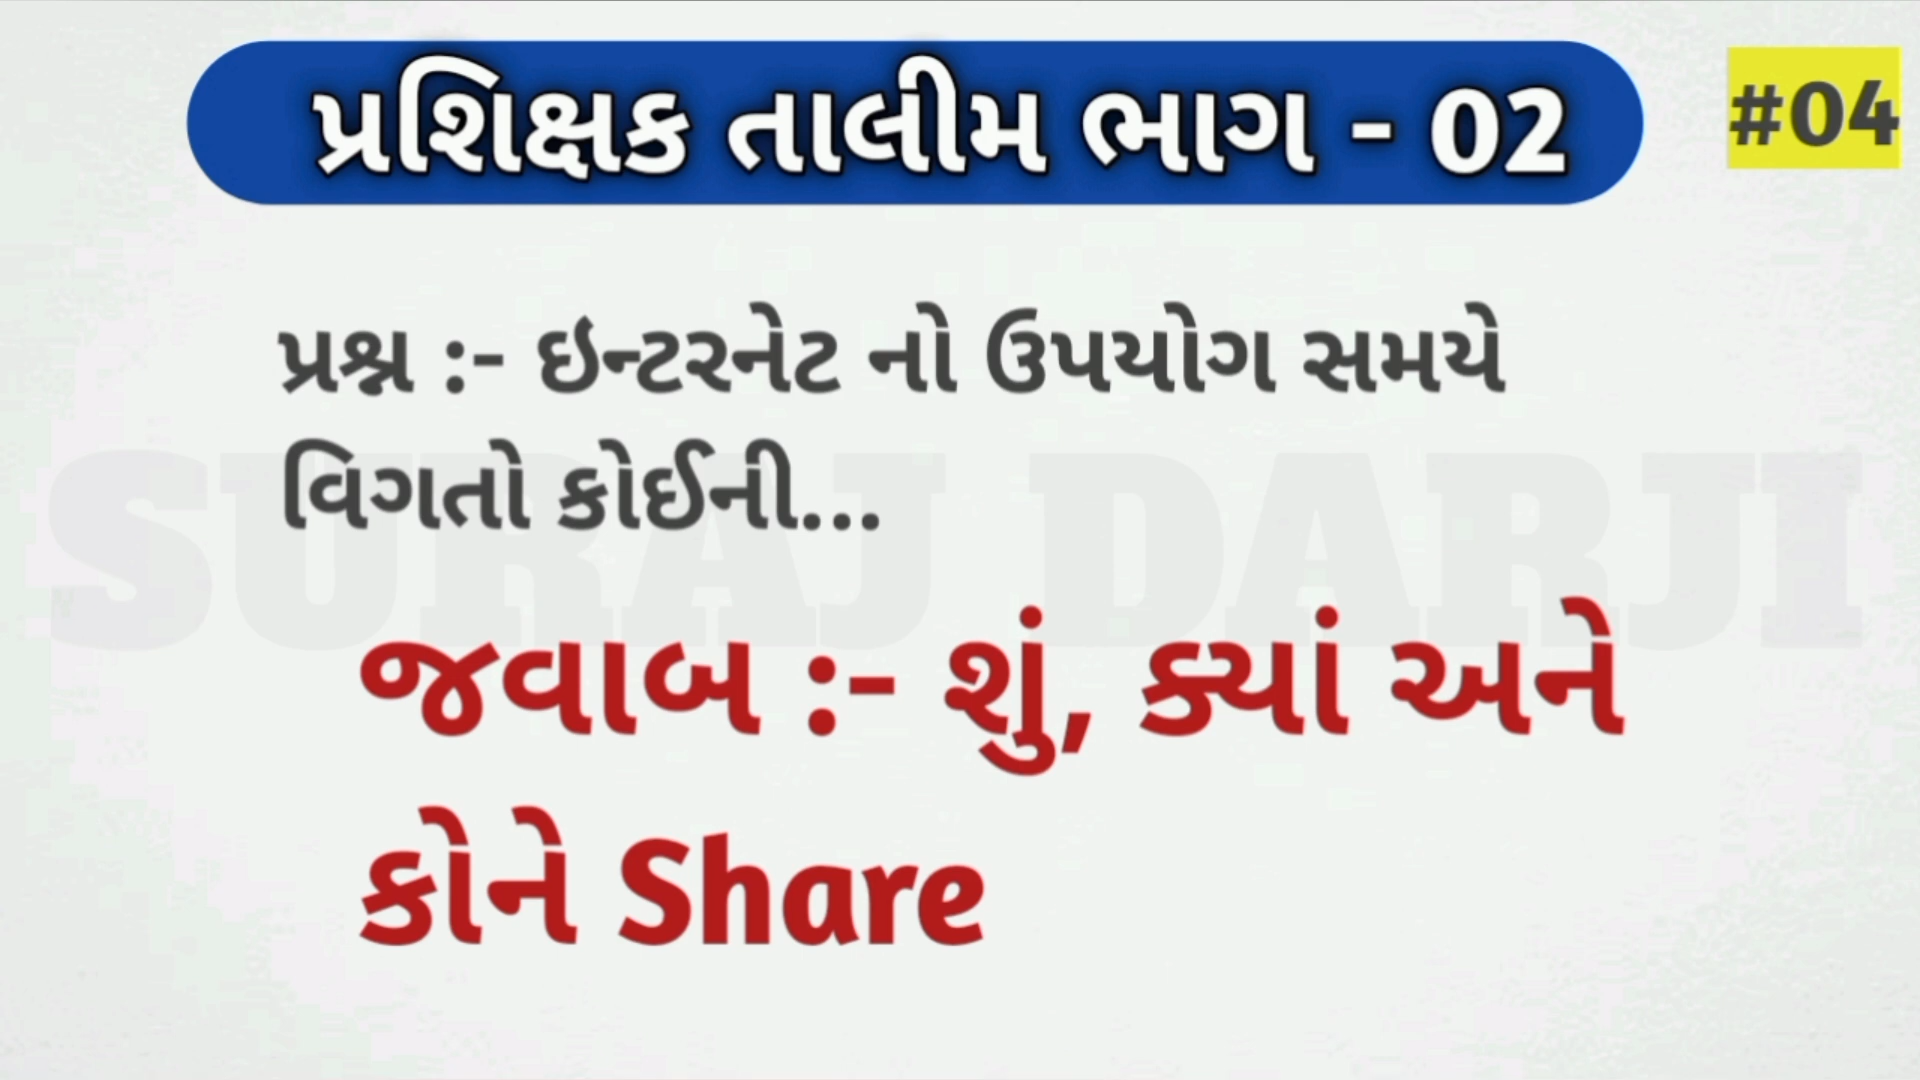 પ્રશિક્ષક તાલીમ ભાગ - 02
#04
પ્રશ્ન :- ઇન્ટરનેટ નો ઉપયોગ સમયે
વિગતો કોઈની...
SURAJ DARJI
જવાબ :- શું, ક્યાં અને
કોને Share